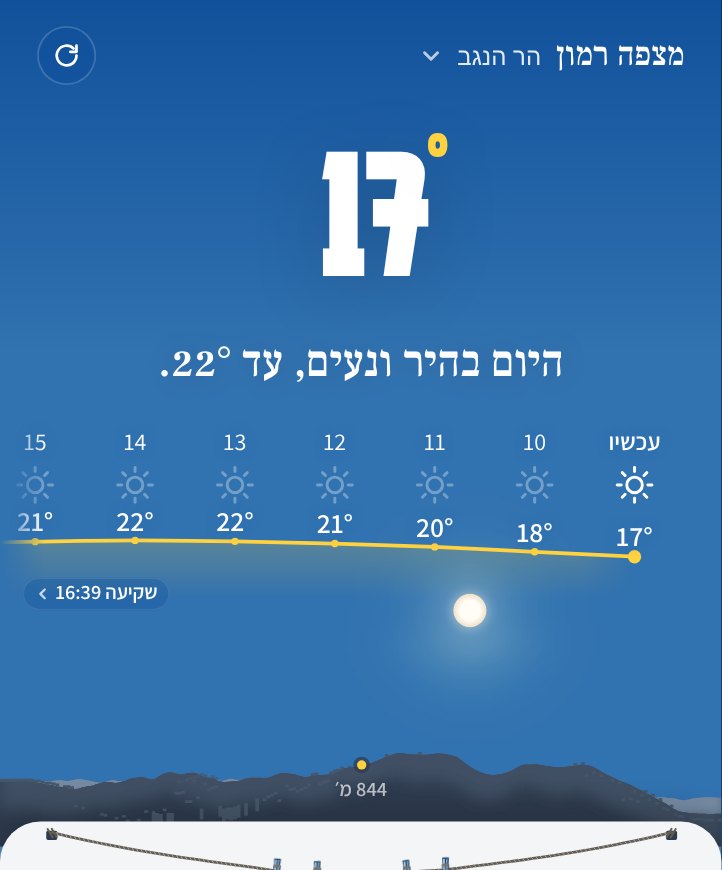 מצפה רמון הר הנגב
17°
היום בהיר ונעים, עד 22°.
עכשיו 10 11 12 13 14 15
17° 18° 20° 21° 22° 22° 21°
שקיעה 16:39
844 מ׳